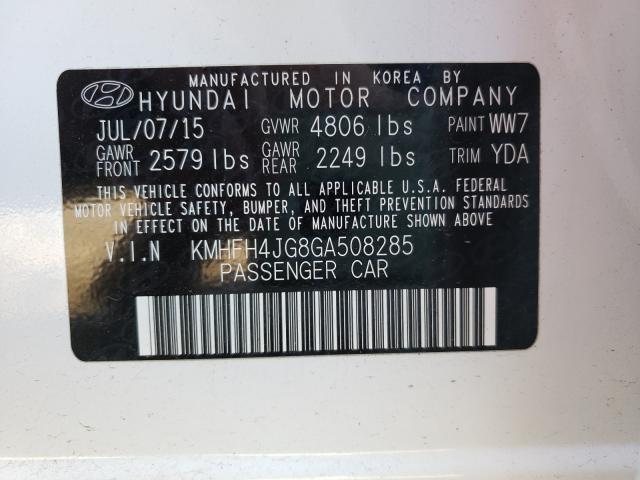 MANUFACTURED IN KOREA BY
HYUNDAI MOTOR COMPANY
JUL/07/15 GVWR 4806 lbs PAINT WW7
GAWR FRONT 2579 lbs GAWR REAR 2249 lbs TRIM YDA
THIS VEHICLE CONFORMS TO ALL APPLICABLE U.S.A. FEDERAL
MOTOR VEHICLE SAFETY, BUMPER, AND THEFT PREVENTION STANDARDS
IN EFFECT ON THE DATE OF MANUFACTURE SHOWN ABOVE.
V.I.N KMHFH4JG8GA508285
PASSENGER CAR